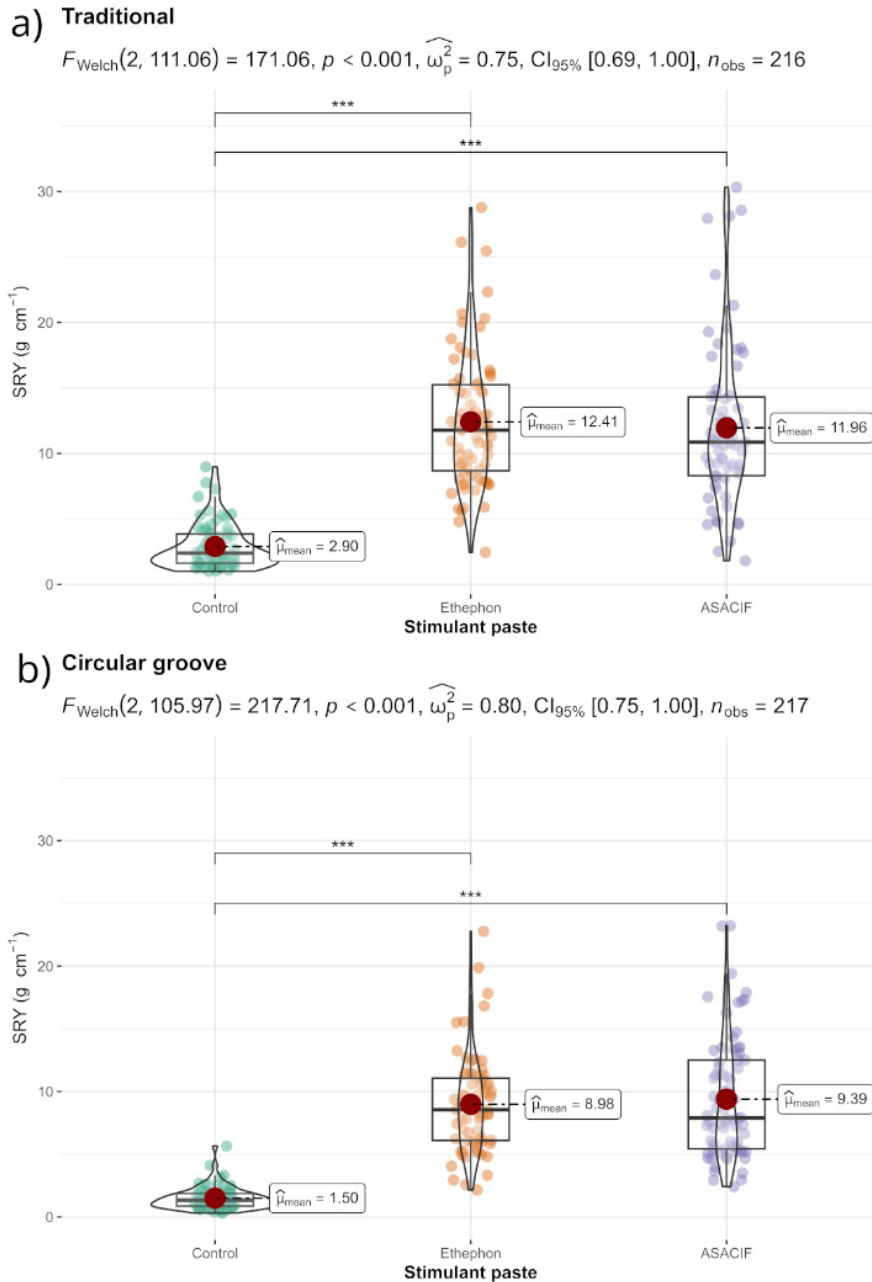 a) Traditional
F_Welch(2, 111.06) = 171.06, p < 0.001, ω̂_p² = 0.75, CI_95% [0.69, 1.00], n_obs = 216
***
***
30
20
10
0
SRY (g cm⁻¹)
μ̂_mean = 12.41
μ̂_mean = 11.96
μ̂_mean = 2.90
Control
Ethephon
ASACIF
Stimulant paste
b) Circular groove
F_Welch(2, 105.97) = 217.71, p < 0.001, ω̂_p² = 0.80, CI_95% [0.75, 1.00], n_obs = 217
***
***
30
20
10
0
SRY (g cm⁻¹)
μ̂_mean = 8.98
μ̂_mean = 9.39
μ̂_mean = 1.50
Control
Ethephon
ASACIF
Stimulant paste